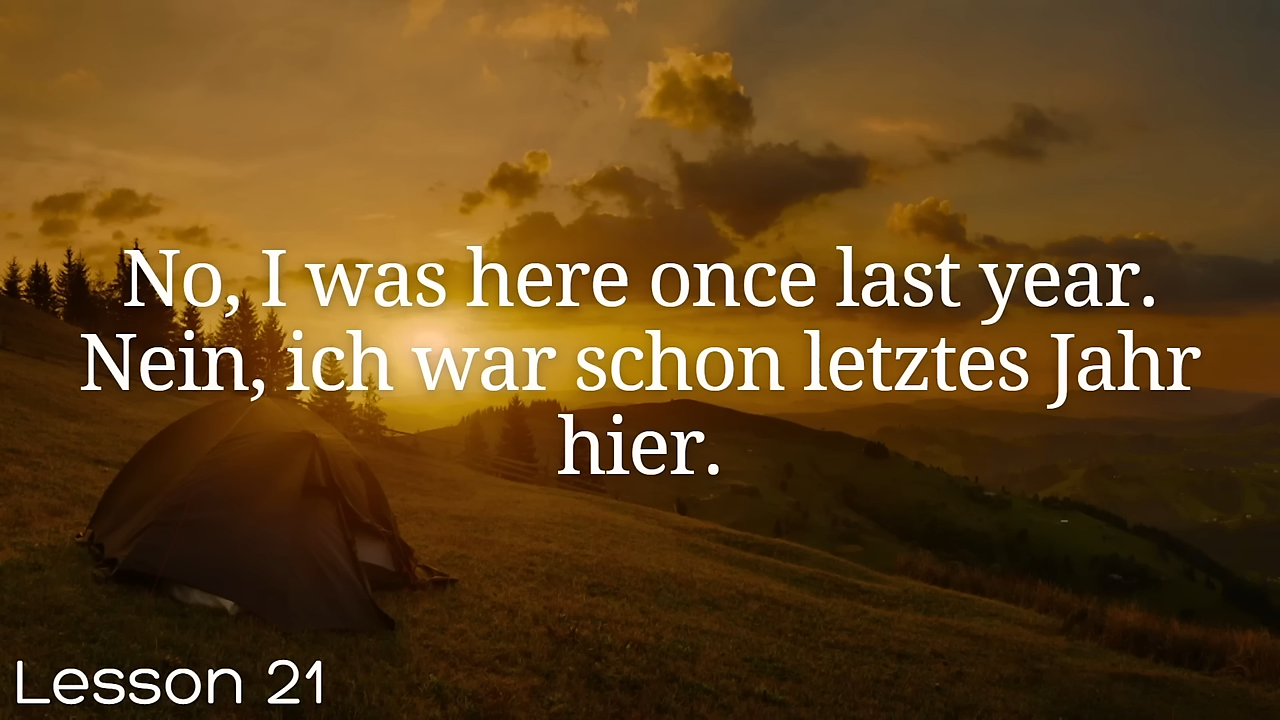 No, I was here once last year.
Nein, ich war schon letztes Jahr
hier.
Lesson 21